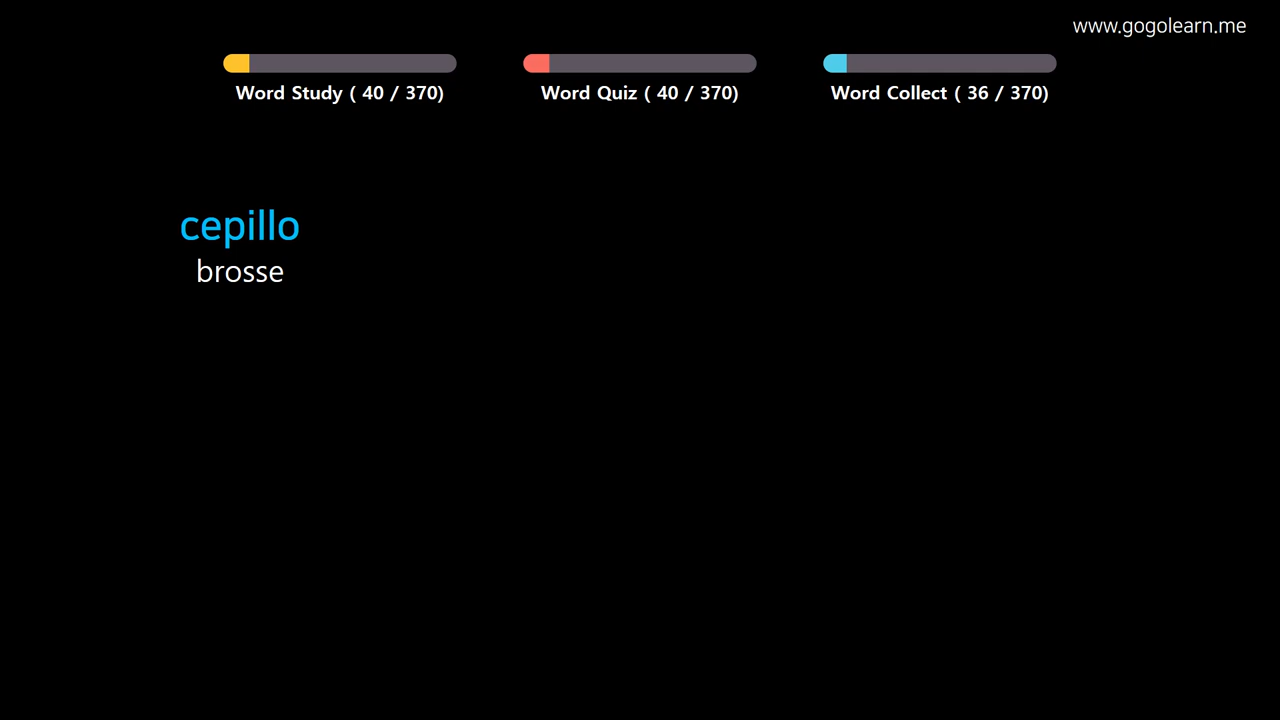 www.gogolearn.me
Word Study ( 40 / 370)
Word Quiz ( 40 / 370)
Word Collect ( 36 / 370)
cepillo
brosse